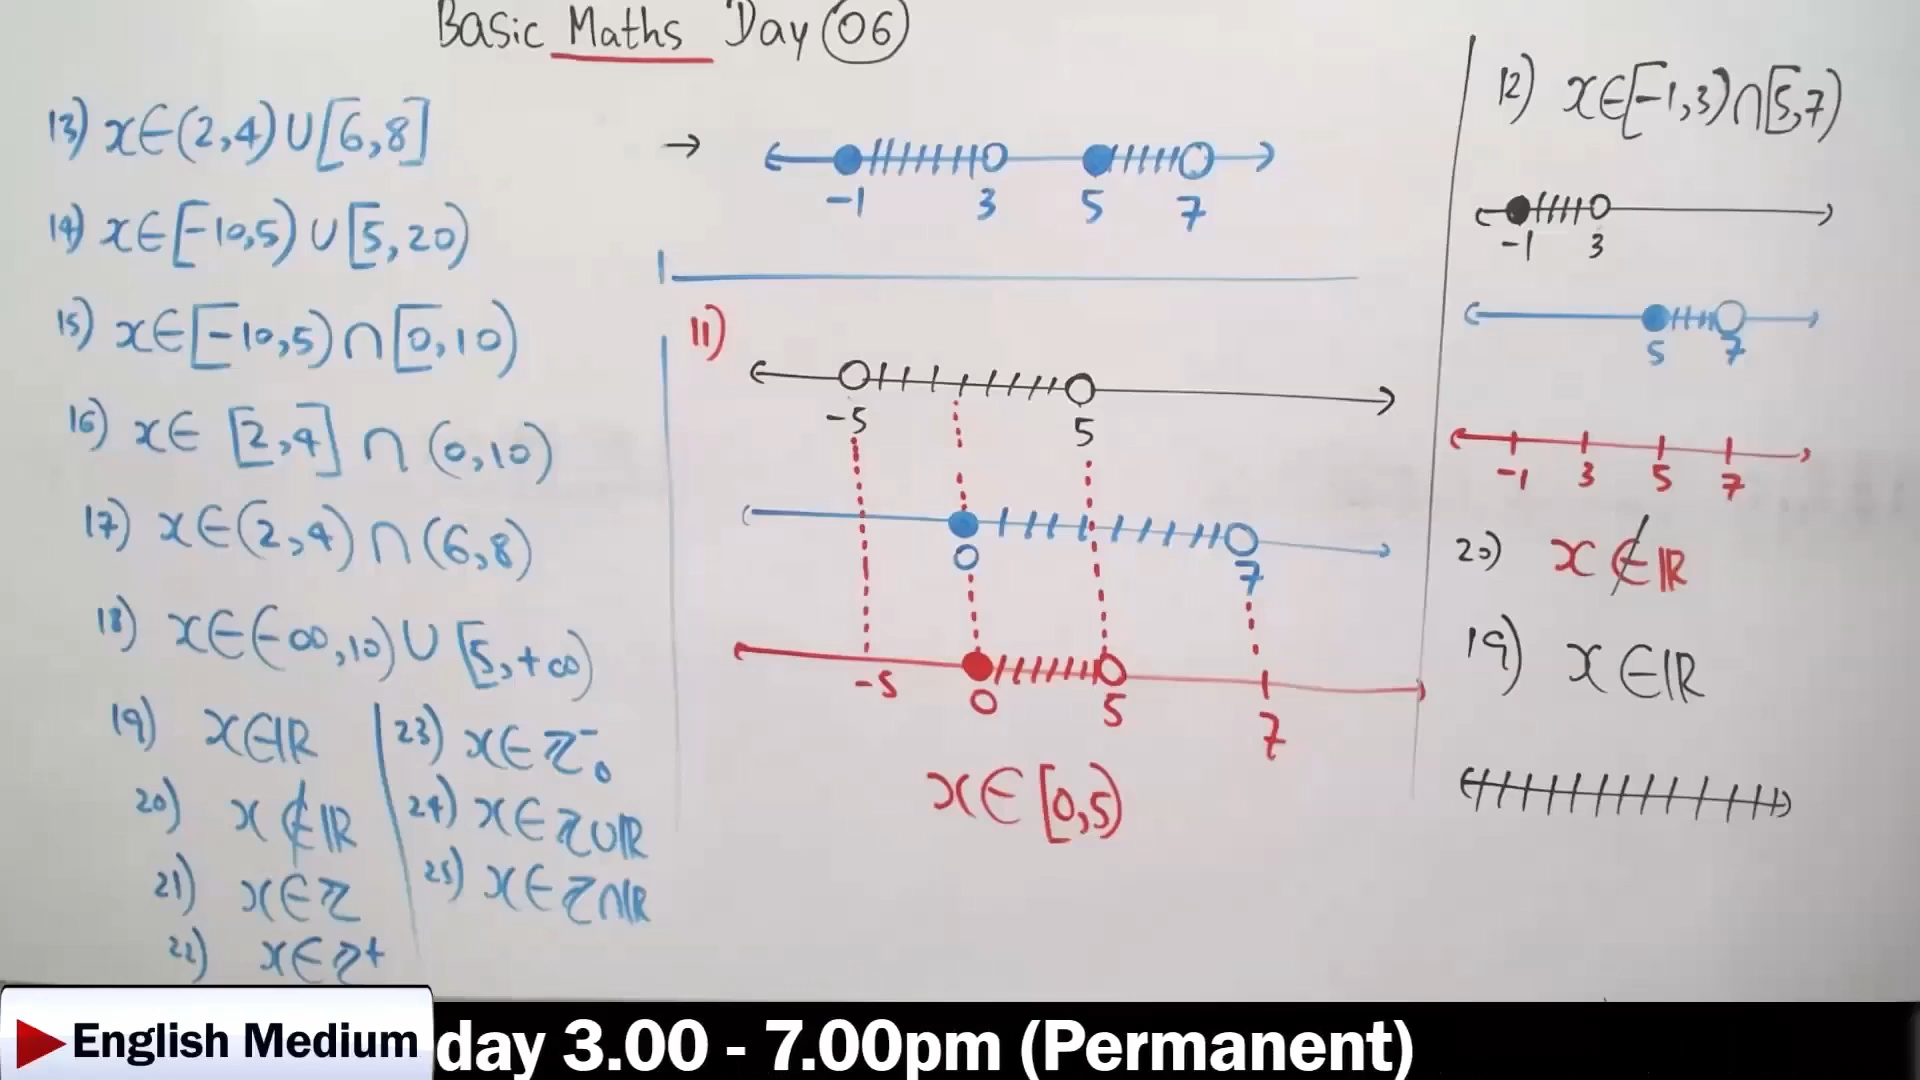 Basic Maths Day 06
13) x∈(2,4)∪[6,8]
14) x∈[-10,5)∪[5,20)
15) x∈[-10,5)∩[0,10)
16) x∈ [2,4] ∩ (0,10)
17) x∈(2,4)∩(6,8)
18) x∈(-∞,10)∪[5,+∞)
19) x∈ℝ
20) x∉ℝ
21) x∈ℤ
22) x∈ℤ⁺
23) x∈ℤ⁻₀
24) x∈ℤ∪ℝ
25) x∈ℤ∩ℝ
→
-1 3 5 7
11)
-5 5
0 7
-5 0 5 7
x∈[0,5)
12) x∈[-1,3)∩[5,7)
-1 3
5 7
-1 3 5 7
20) x∉ℝ
19) x∈ℝ
English Medium
day 3.00 - 7.00pm (Permanent)